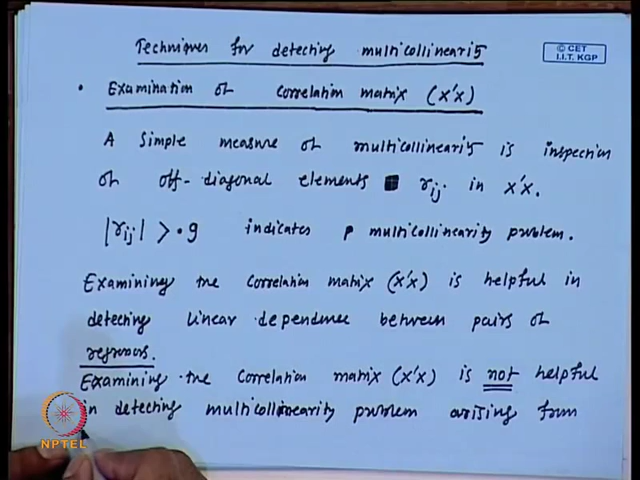 Techniques for detecting multicollinearity
© CET
I.I.T. KGP
• Examination of correlation matrix (X'X)
A simple measure of multicollinearity is inspection
of off-diagonal elements rij in X'X.
|rij| > .9 indicates multicollinearity problem.
Examining the correlation matrix (X'X) is helpful in
detecting linear dependence between pairs of
regressors.
Examining the correlation matrix (X'X) is not helpful
in detecting multicollinearity problem arising form
NPTEL